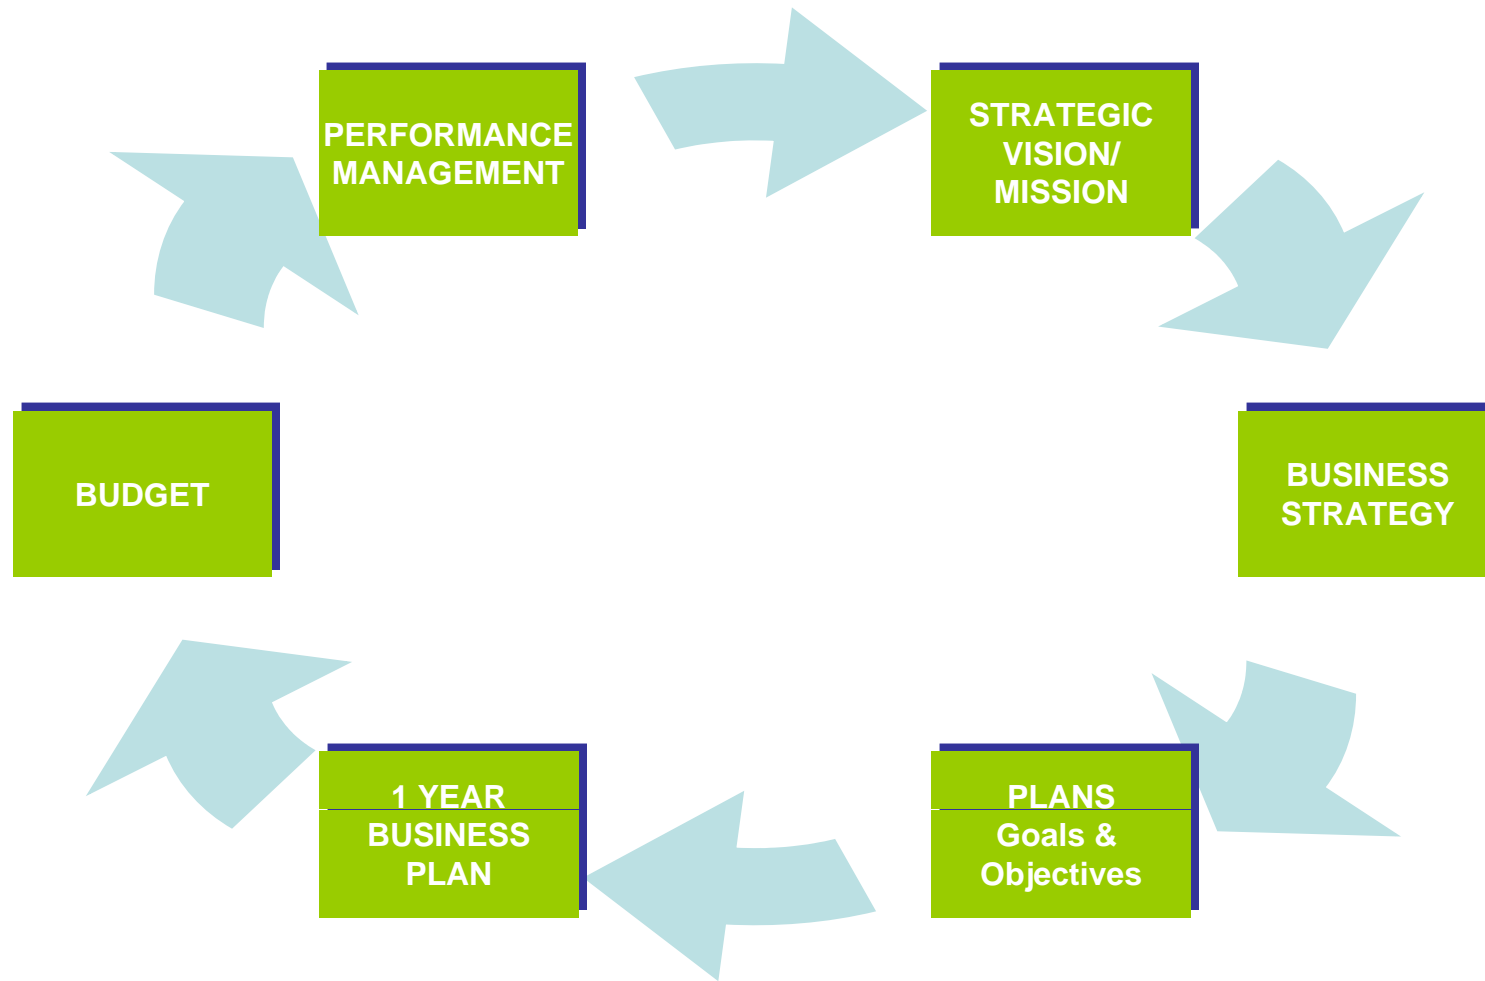 PERFORMANCE
MANAGEMENT
STRATEGIC
VISION/
MISSION
BUSINESS
STRATEGY
PLANS
Goals &
Objectives
1 YEAR
BUSINESS
PLAN
BUDGET